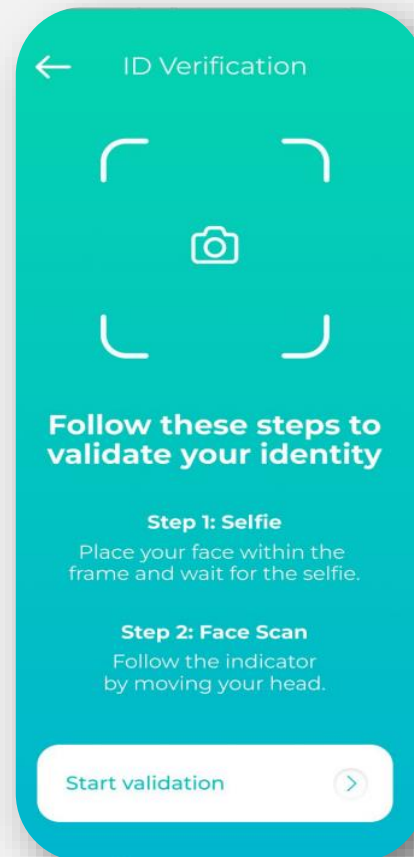 ID Verification
Follow these steps to
validate your identity
Step 1: Selfie
Place your face within the
frame and wait for the selfie.
Step 2: Face Scan
Follow the indicator
by moving your head.
Start validation